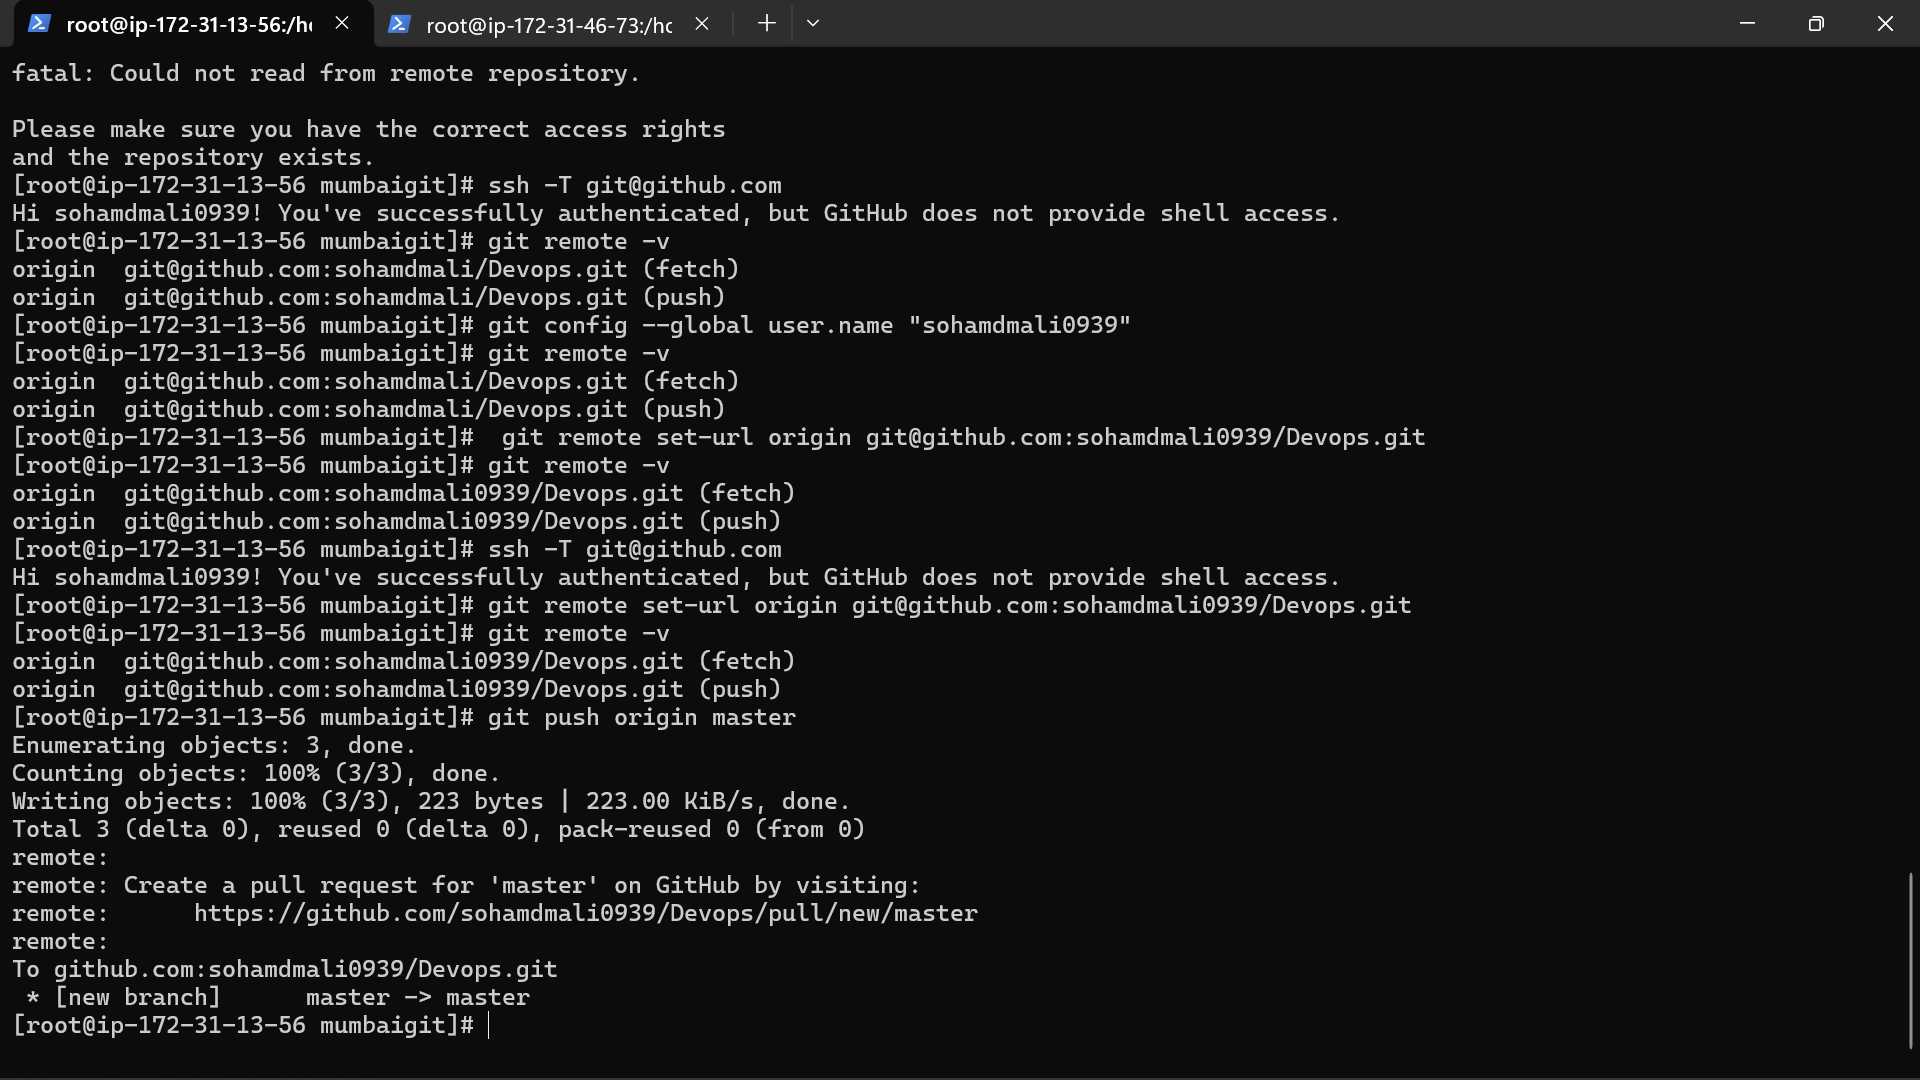 root@ip-172-31-13-56:/h
root@ip-172-31-46-73:/h
fatal: Could not read from remote repository.
Please make sure you have the correct access rights
and the repository exists.
[root@ip-172-31-13-56 mumbaigit]# ssh -T git@github.com
Hi sohamdmali0939! You've successfully authenticated, but GitHub does not provide shell access.
[root@ip-172-31-13-56 mumbaigit]# git remote -v
origin  git@github.com:sohamdmali/Devops.git (fetch)
origin  git@github.com:sohamdmali/Devops.git (push)
[root@ip-172-31-13-56 mumbaigit]# git config --global user.name "sohamdmali0939"
[root@ip-172-31-13-56 mumbaigit]# git remote -v
origin  git@github.com:sohamdmali/Devops.git (fetch)
origin  git@github.com:sohamdmali/Devops.git (push)
[root@ip-172-31-13-56 mumbaigit]#  git remote set-url origin git@github.com:sohamdmali0939/Devops.git
[root@ip-172-31-13-56 mumbaigit]# git remote -v
origin  git@github.com:sohamdmali0939/Devops.git (fetch)
origin  git@github.com:sohamdmali0939/Devops.git (push)
[root@ip-172-31-13-56 mumbaigit]# ssh -T git@github.com
Hi sohamdmali0939! You've successfully authenticated, but GitHub does not provide shell access.
[root@ip-172-31-13-56 mumbaigit]# git remote set-url origin git@github.com:sohamdmali0939/Devops.git
[root@ip-172-31-13-56 mumbaigit]# git remote -v
origin  git@github.com:sohamdmali0939/Devops.git (fetch)
origin  git@github.com:sohamdmali0939/Devops.git (push)
[root@ip-172-31-13-56 mumbaigit]# git push origin master
Enumerating objects: 3, done.
Counting objects: 100% (3/3), done.
Writing objects: 100% (3/3), 223 bytes | 223.00 KiB/s, done.
Total 3 (delta 0), reused 0 (delta 0), pack-reused 0 (from 0)
remote:
remote: Create a pull request for 'master' on GitHub by visiting:
remote:      https://github.com/sohamdmali0939/Devops/pull/new/master
remote:
To github.com:sohamdmali0939/Devops.git
 * [new branch]      master -> master
[root@ip-172-31-13-56 mumbaigit]#